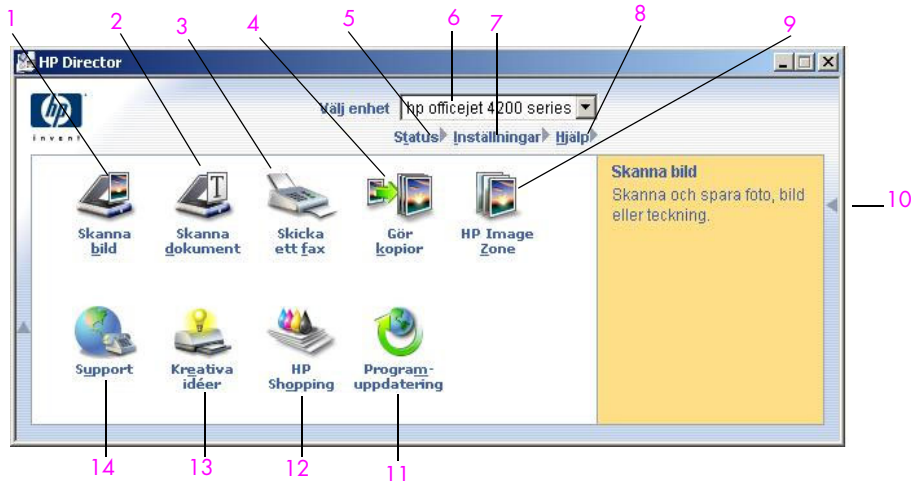 1 2 3 4 5 6 7 8 9
HP Director
hp
invent
Välj enhet hp officejet 4200 series
Status Inställningar Hjälp
Skanna bild
Skanna dokument
Skicka ett fax
Gör kopior
HP Image Zone
Skanna bild
Skanna och spara foto, bild
eller teckning.
10
Support
Kreativa idéer
HP Shopping
Program-
uppdatering
14 13 12 11